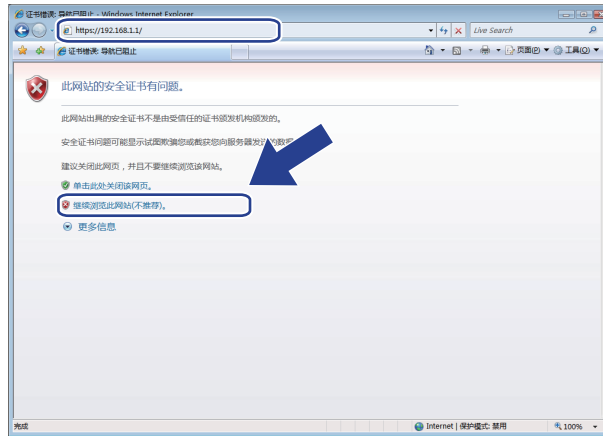 证书错误: 导航已阻止 - Windows Internet Explorer
https://192.168.1.1/
Live Search
证书错误: 导航已阻止
页面(P)
工具(O)
此网站的安全证书有问题。
此网站出具的安全证书不是由受信任的证书颁发机构颁发的。
安全证书问题可能显示试图欺骗您或截获您向服务器发送的数据
建议关闭此网页，并且不要继续浏览该网站。
单击此处关闭该网页。
继续浏览此网站(不推荐)。
更多信息
完成
Internet | 保护模式: 禁用
100%